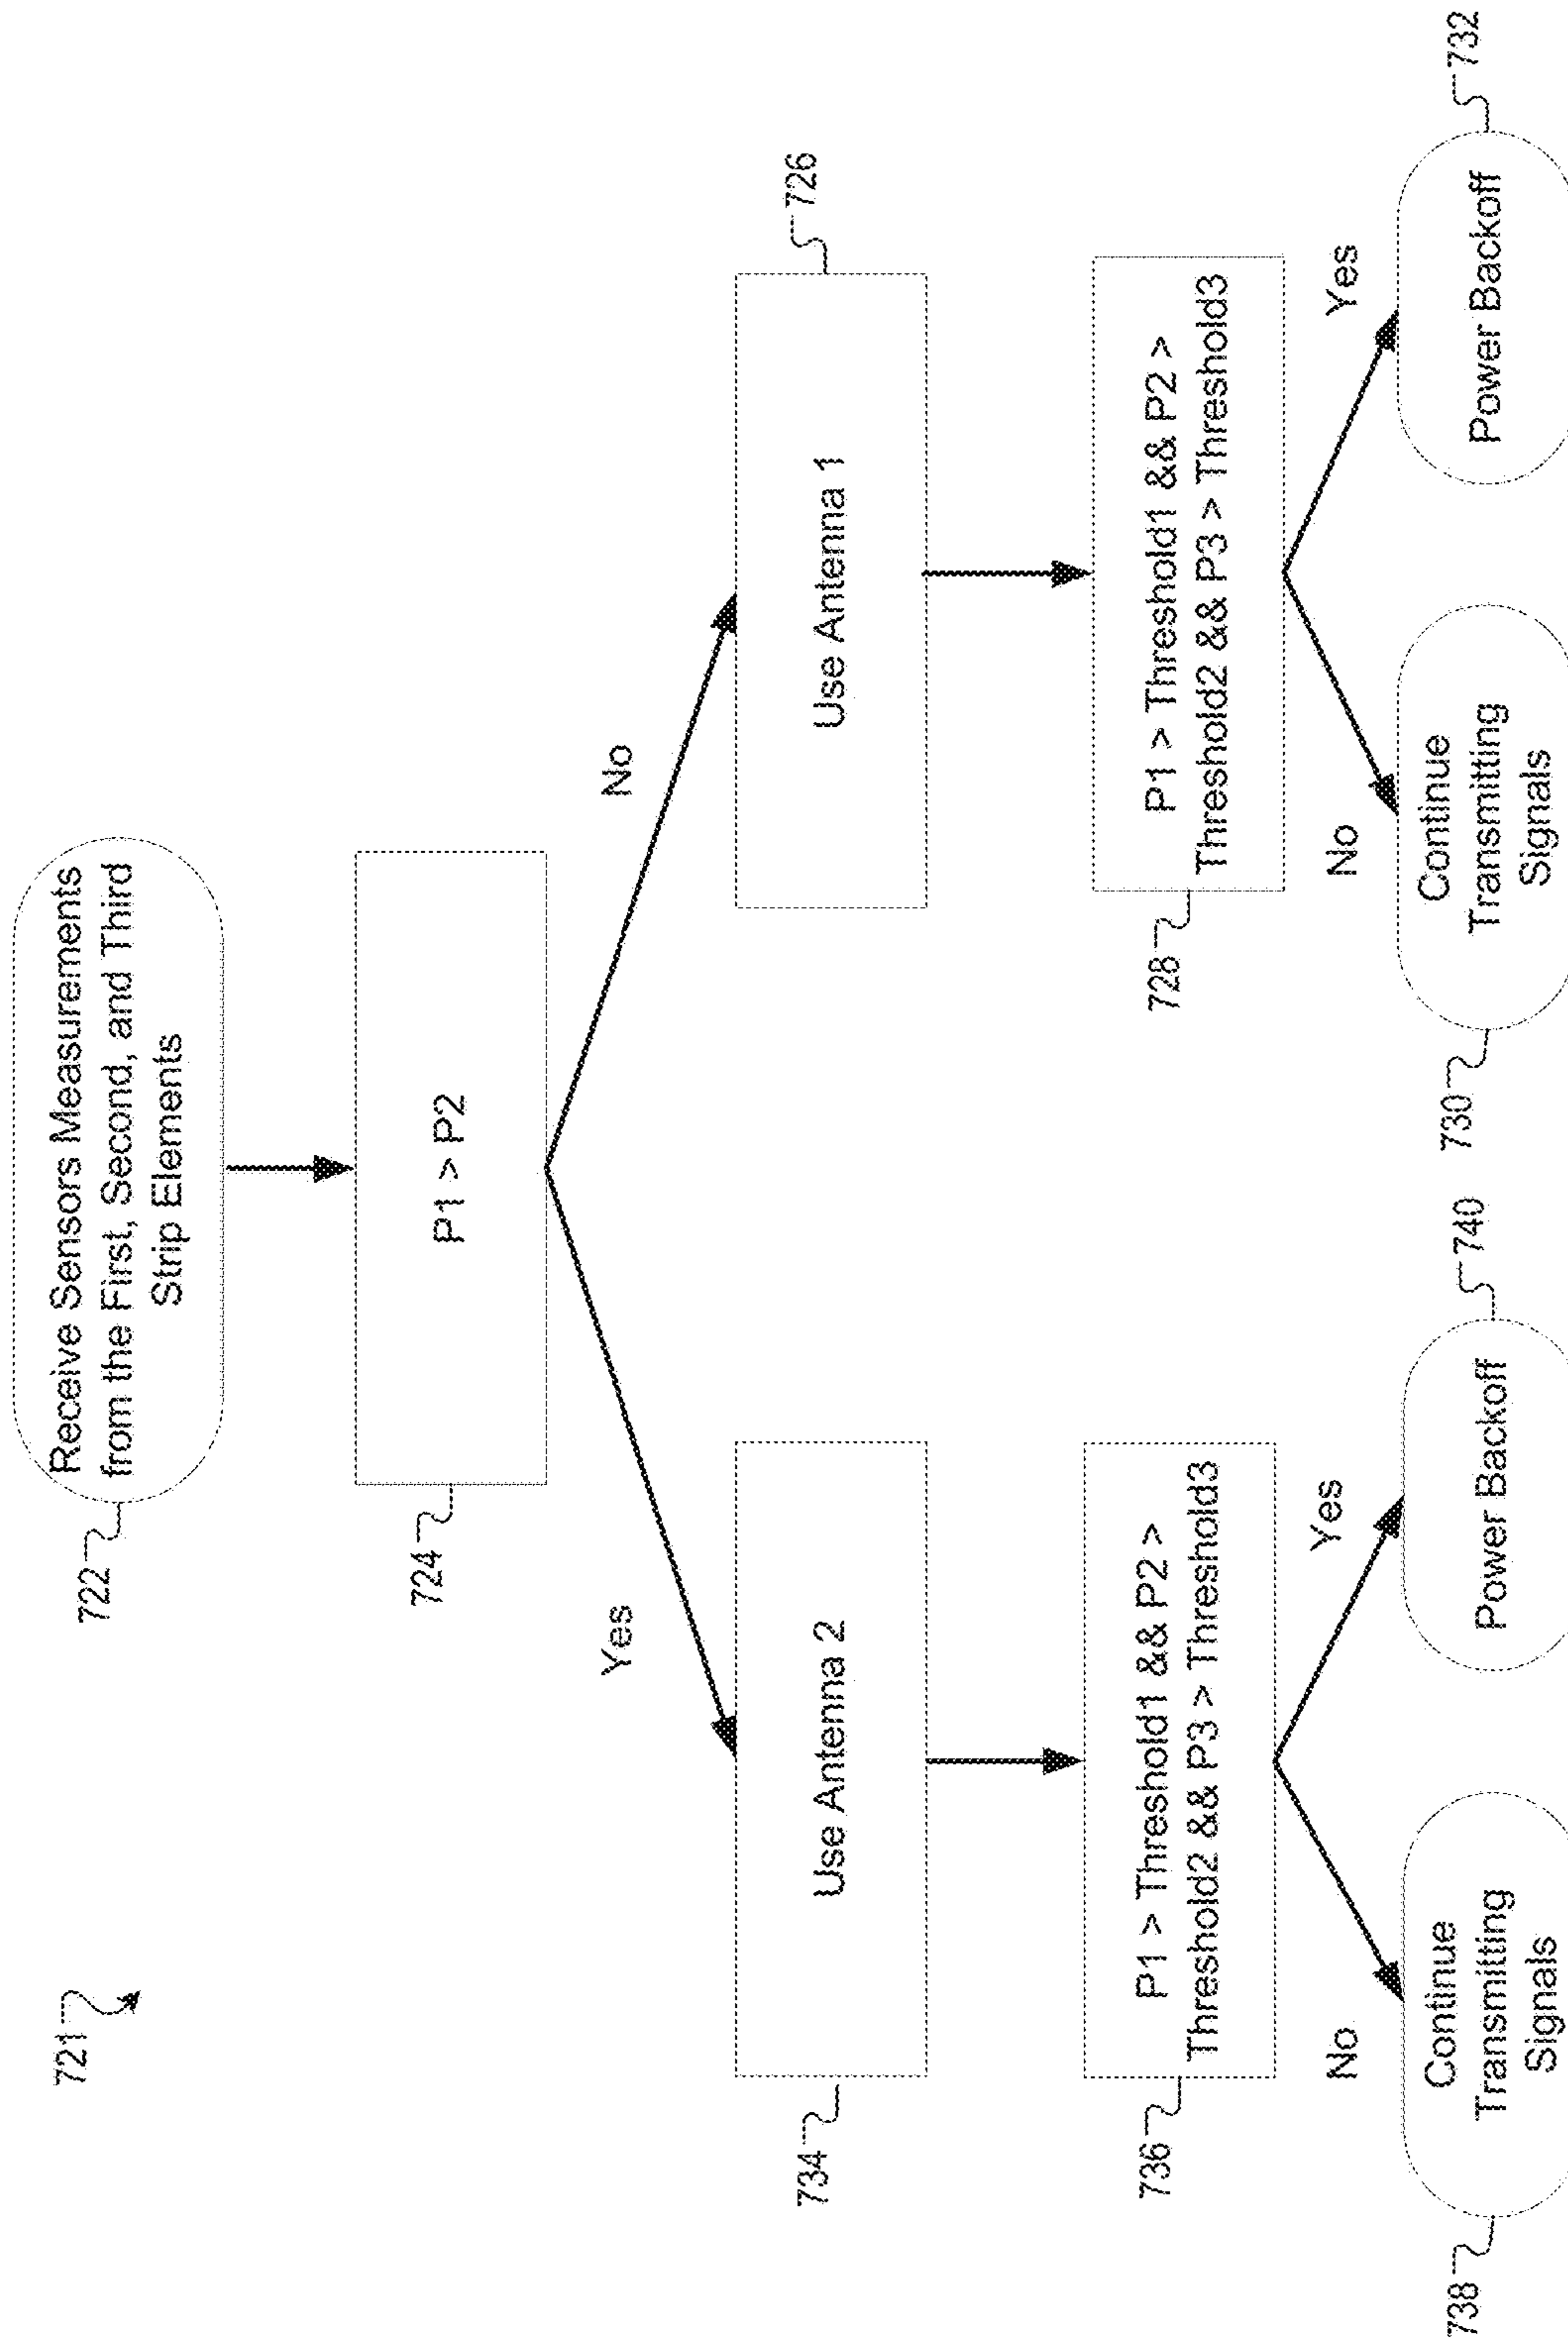 721
722
Receive Sensors Measurements
from the First, Second, and Third
Strip Elements
724
P1 > P2
Yes
No
734
Use Antenna 2
Use Antenna 1
726
736
P1 > Threshold1 && P2 >
Threshold2 && P3 > Threshold3
728
P1 > Threshold1 && P2 >
Threshold2 && P3 > Threshold3
No
Yes
No
Yes
738
Continue
Transmitting
Signals
Power Backoff
740
730
Continue
Transmitting
Signals
Power Backoff
732